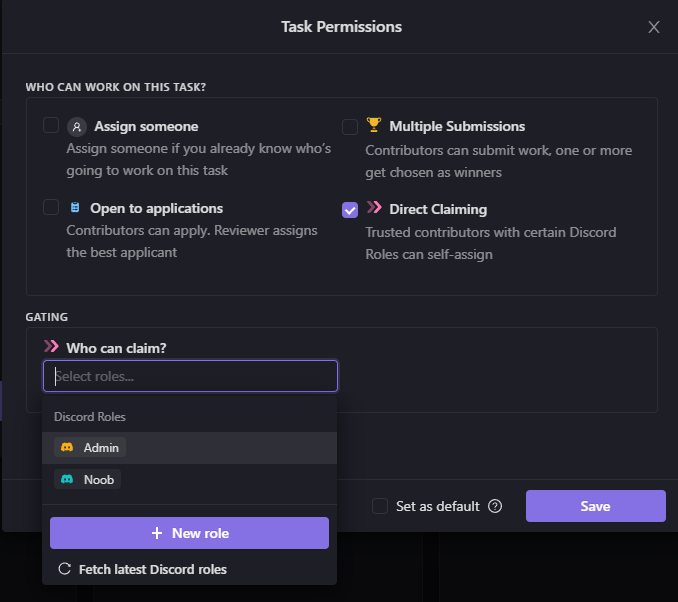 Task Permissions
WHO CAN WORK ON THIS TASK?
Assign someone
Assign someone if you already know who's
going to work on this task
Multiple Submissions
Contributors can submit work, one or more
get chosen as winners
Open to applications
Contributors can apply. Reviewer assigns
the best applicant
Direct Claiming
Trusted contributors with certain Discord
Roles can self-assign
GATING
Who can claim?
Select roles...
Discord Roles
Admin
Noob
+ New role
Fetch latest Discord roles
Set as default ?
Save